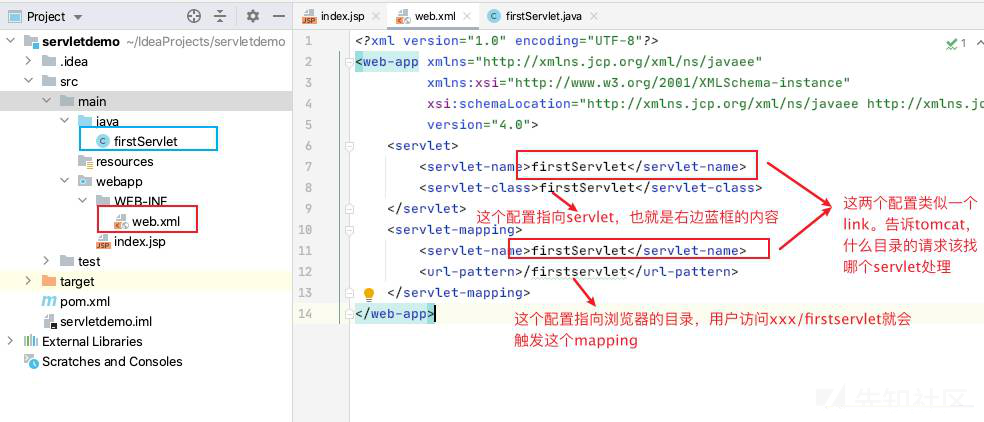 Project
index.jsp
web.xml
firstServlet.java
servletdemo ~/IdeaProjects/servletdemo
.idea
src
main
java
firstServlet
resources
webapp
WEB-INF
web.xml
index.jsp
test
target
pom.xml
servletdemo.iml
External Libraries
Scratches and Consoles
1 <?xml version="1.0" encoding="UTF-8"?>
2 <web-app xmlns="http://xmlns.jcp.org/xml/ns/javaee"
3 xmlns:xsi="http://www.w3.org/2001/XMLSchema-instance"
4 xsi:schemaLocation="http://xmlns.jcp.org/xml/ns/javaee http://xmlns.jc
5 version="4.0">
6 <servlet>
7 <servlet-name>firstServlet</servlet-name>
8 <servlet-class>firstServlet</servlet-class>
9 </servlet>
10 <servlet-mapping>
11 <servlet-name>firstServlet</servlet-name>
12 <url-pattern>/firstservlet</url-pattern>
13 </servlet-mapping>
14 </web-app>
1
这个配置指向servlet，也就是右边蓝框的内容
这两个配置类似一个
link。告诉tomcat，
什么目录的请求该找
哪个servlet处理
这个配置指向浏览器的目录，用户访问xxx/firstservlet就会
触发这个mapping
先知社区